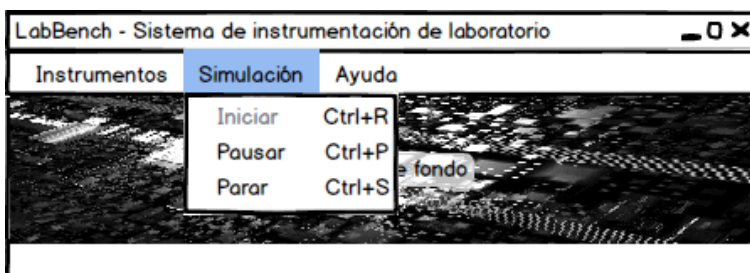 LabBench - Sistema de instrumentación de laboratorio
Instrumentos Simulación Ayuda
Iniciar Ctrl+R
Pausar Ctrl+P
fondo
Parar Ctrl+S